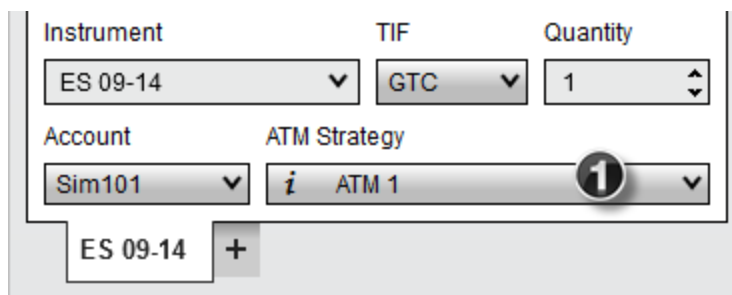 Instrument TIF Quantity
ES 09-14 GTC 1
Account ATM Strategy
Sim101 i ATM 1 1
ES 09-14 +